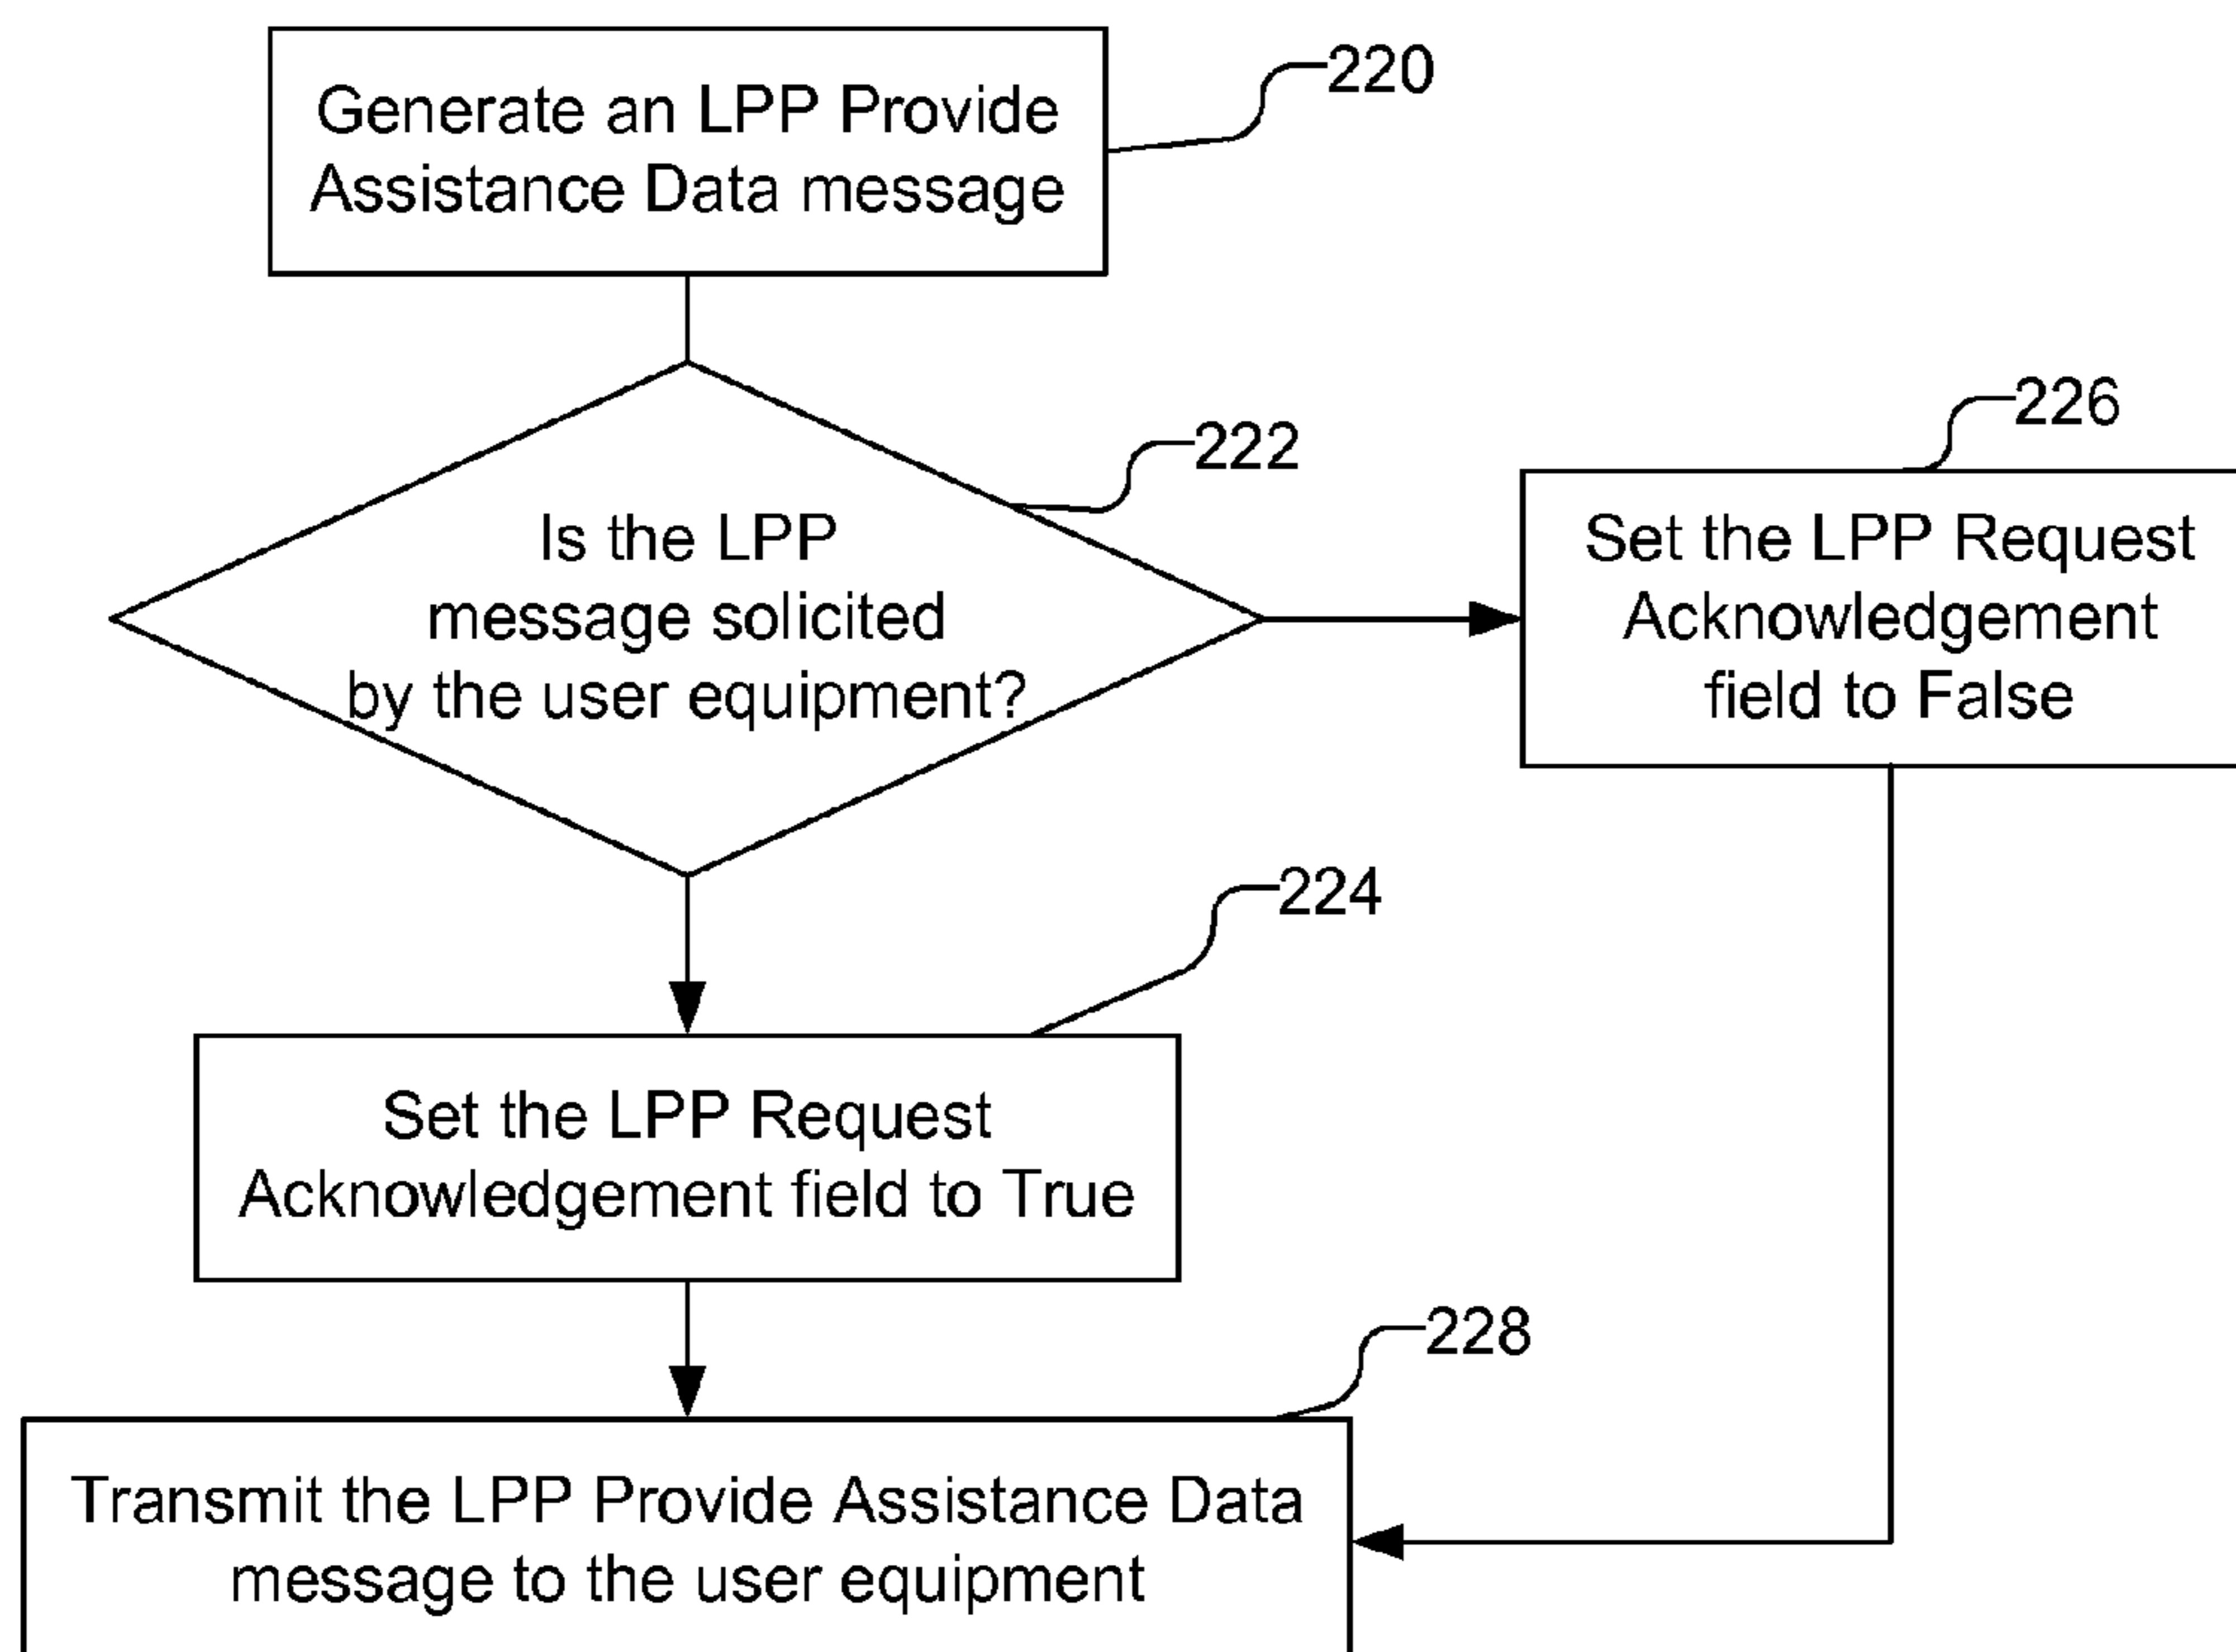 Generate an LPP Provide
Assistance Data message
220
222
Is the LPP
message solicited
by the user equipment?
226
Set the LPP Request
Acknowledgement
field to False
224
Set the LPP Request
Acknowledgement field to True
228
Transmit the LPP Provide Assistance Data
message to the user equipment